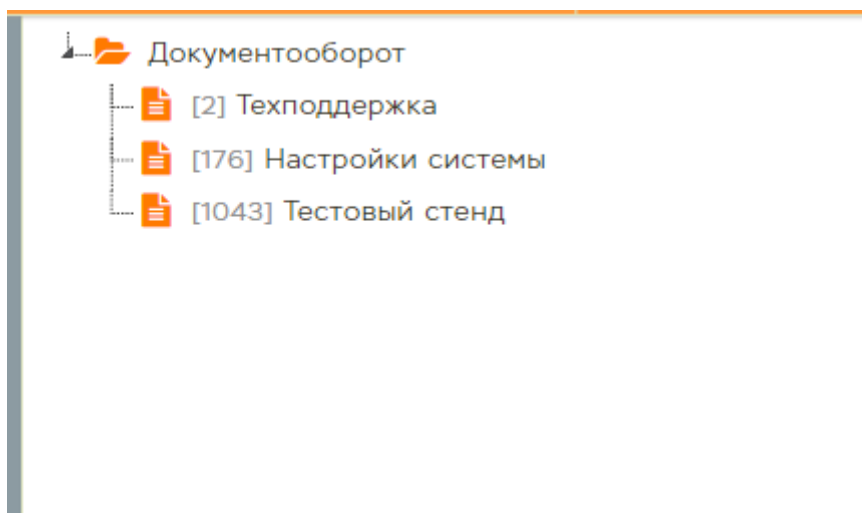 Документооборот
[2] Техподдержка
[176] Настройки системы
[1043] Тестовый стенд